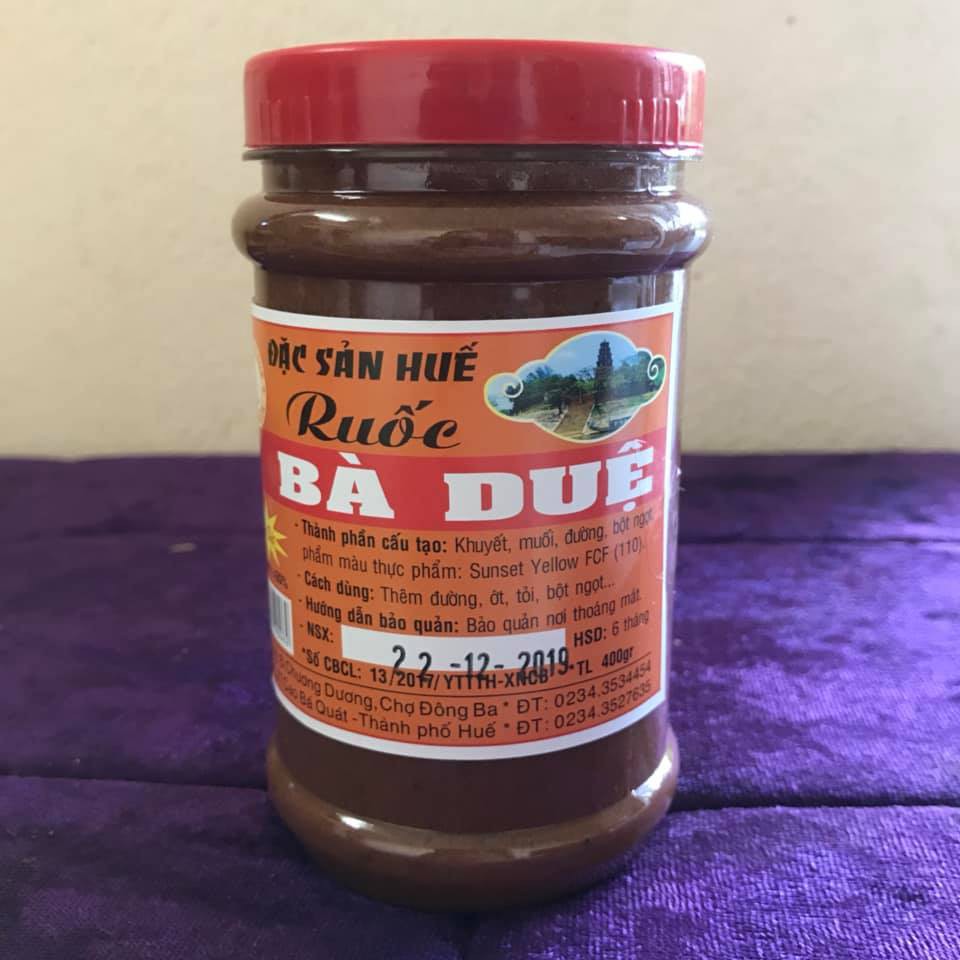 ĐẶC SẢN HUẾ
Ruốc
BÀ DUỆ
- Thành phần cấu tạo: Khuyết, muối, đường, bột ngọt,
phẩm màu thực phẩm: Sunset Yellow FCF (110).
- Cách dùng: Thêm đường, ớt, tỏi, bột ngọt...
- Hướng dẫn bảo quản: Bảo quản nơi thoáng mát.
- NSX: 22-12-2019 HSD: 6 tháng
*Số CBCL: 13/2017/YTTTH-XNCB *TL 400gr
Chương Dương, Chợ Đông Ba * ĐT: 0234.3534454
Cao Bá Quát -Thành phố Huế * ĐT: 0234.3527635